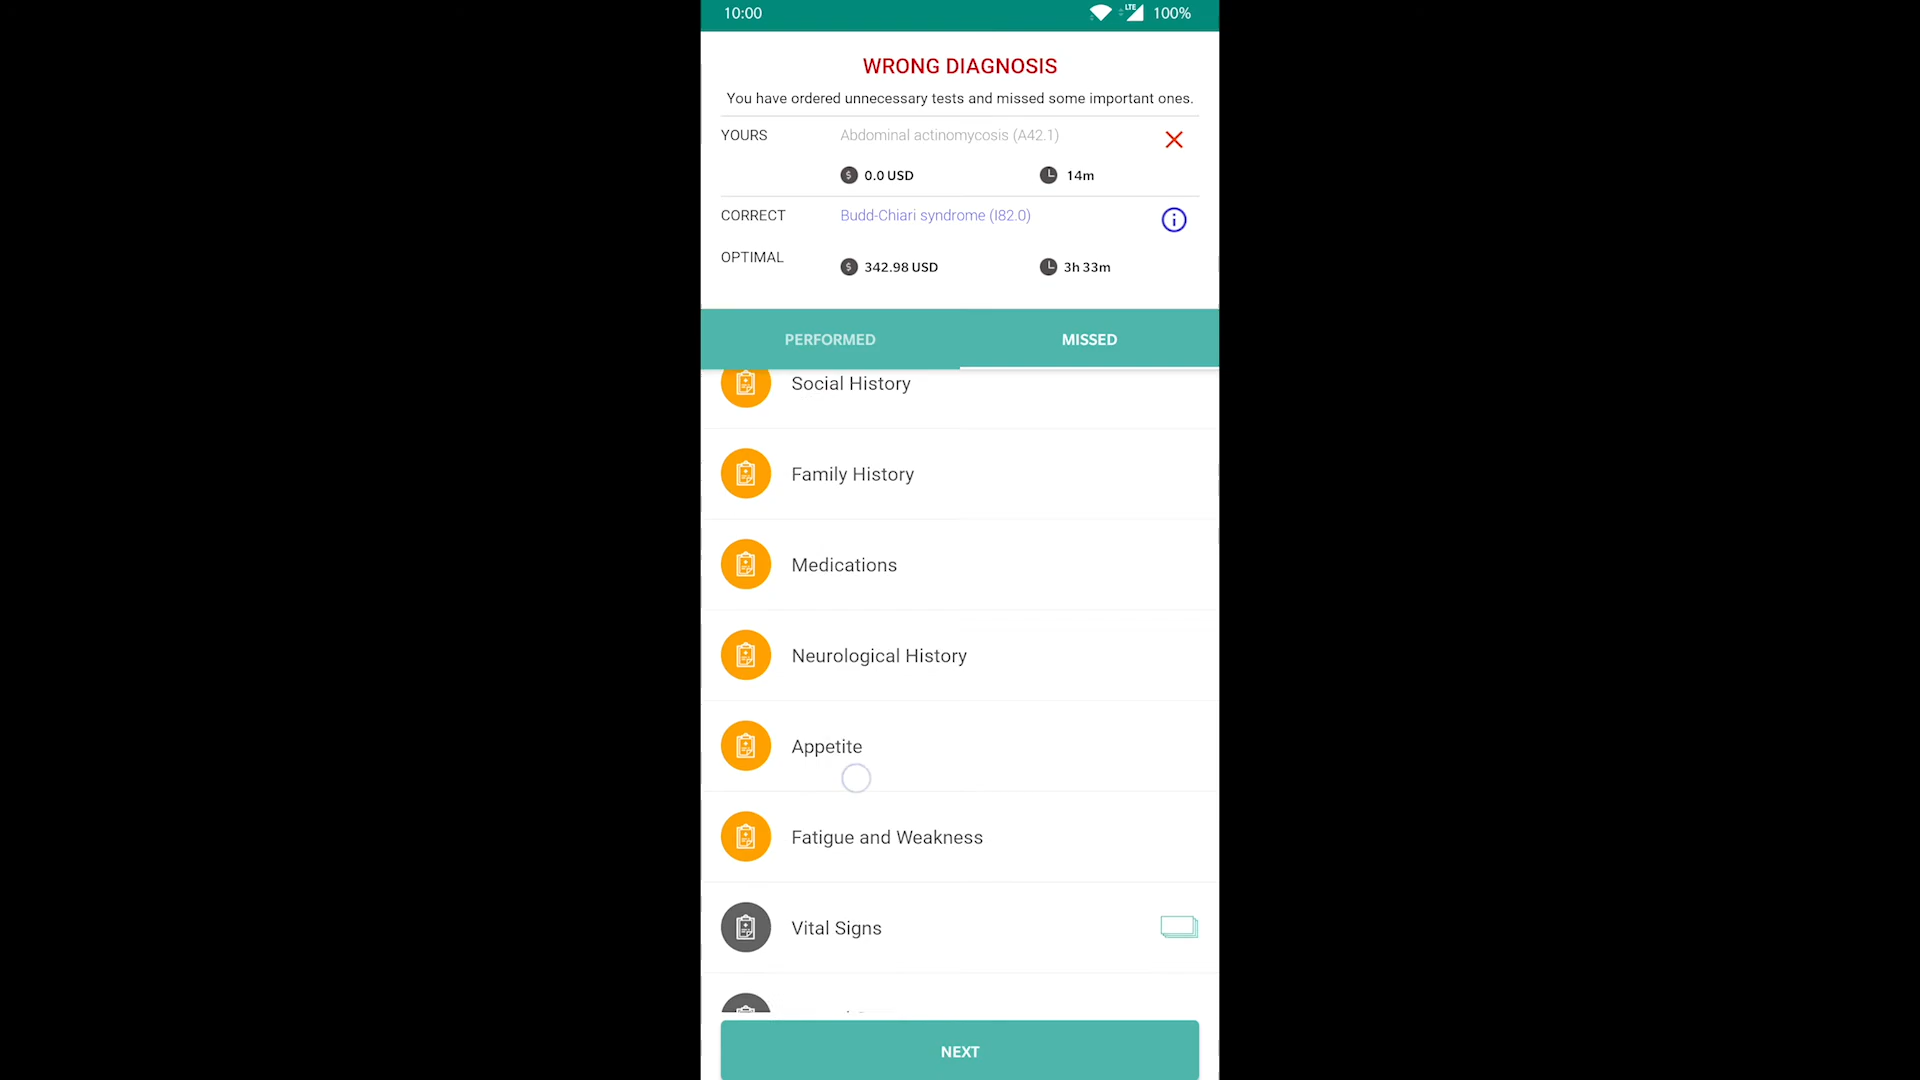 10:00
LTE 100%
WRONG DIAGNOSIS
You have ordered unnecessary tests and missed some important ones.
YOURS Abdominal actinomycosis (A42.1)
$ 0.0 USD 14m
CORRECT Budd-Chiari syndrome (I82.0) i
OPTIMAL
$ 342.98 USD 3h 33m
PERFORMED MISSED
Social History
Family History
Medications
Neurological History
Appetite
Fatigue and Weakness
Vital Signs
NEXT